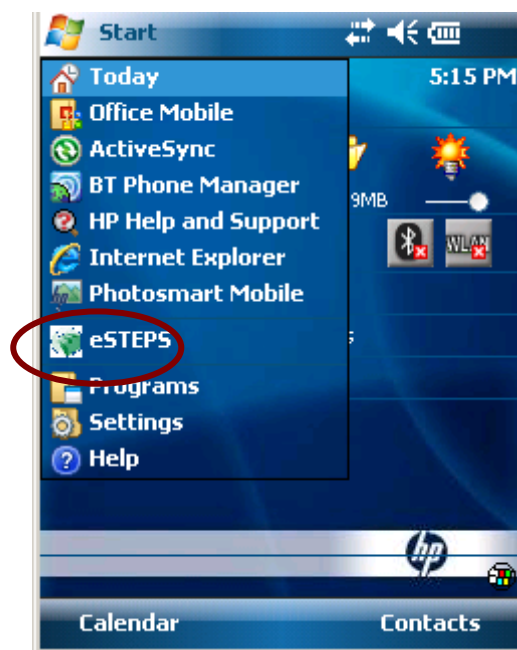 Start
Today 5:15 PM
Office Mobile
ActiveSync
BT Phone Manager
9MB
HP Help and Support
Internet Explorer WLAN
Photosmart Mobile
eSTEPS
Programs
Settings
Help
hp
Calendar Contacts